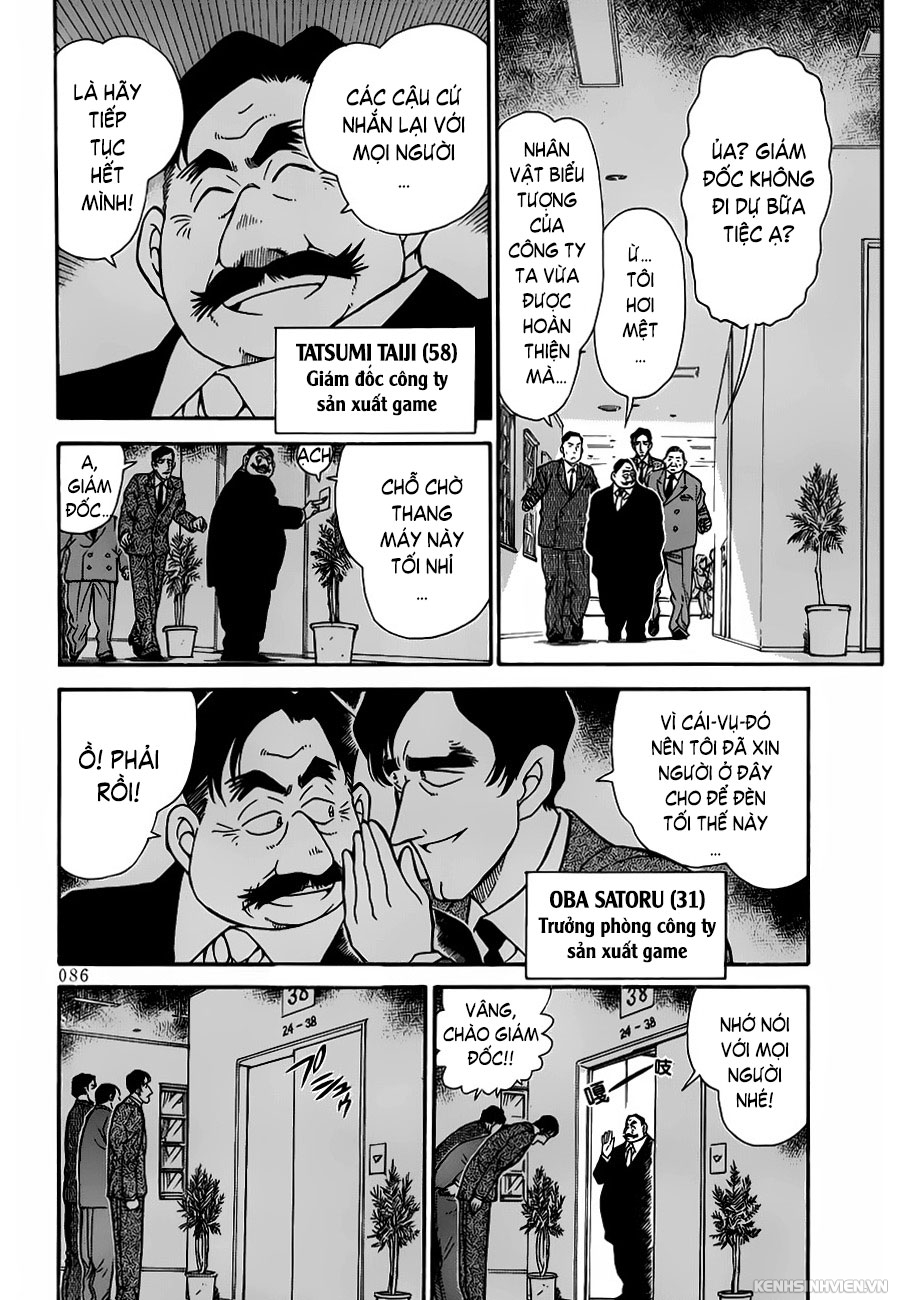 ỦA? GIÁM
ĐỐC KHÔNG
ĐI DỰ BỮA
TIỆC Ạ?
Ừ...
TÔI
HƠI
MỆT
...
NHÂN
VẬT BIỂU
TƯỢNG
CỦA
CÔNG TY
TA VỪA
ĐƯỢC
HOÀN
THIỆN
MÀ...
CÁC CẬU CỨ
NHẮN LẠI VỚI
MỌI NGƯỜI
...
LÀ HÃY
TIẾP
TỤC
HẾT
MÌNH!
TATSUMI TAIJI (58)
Giám đốc công ty
sản xuất game
CHỖ CHỜ
THANG
MÁY NÀY
TỐI NHỈ
...
ACH
A,
GIÁM
ĐỐC...
VÌ CÁI-VỤ-ĐÓ
NÊN TÔI ĐÃ XIN
NGƯỜI Ở ĐÂY
CHO ĐỂ ĐÈN
TỐI THẾ NÀY
...
Ồ! PHẢI
RỒI!
OBA SATORU (31)
Trưởng phòng công ty
sản xuất game
086
NHỚ NÓI
VỚI MỌI
NGƯỜI
NHÉ!
VÂNG,
CHÀO GIÁM
ĐỐC!!
38
24-38
嘎一吱
38
24-38
KENHSINHVIEN.VN